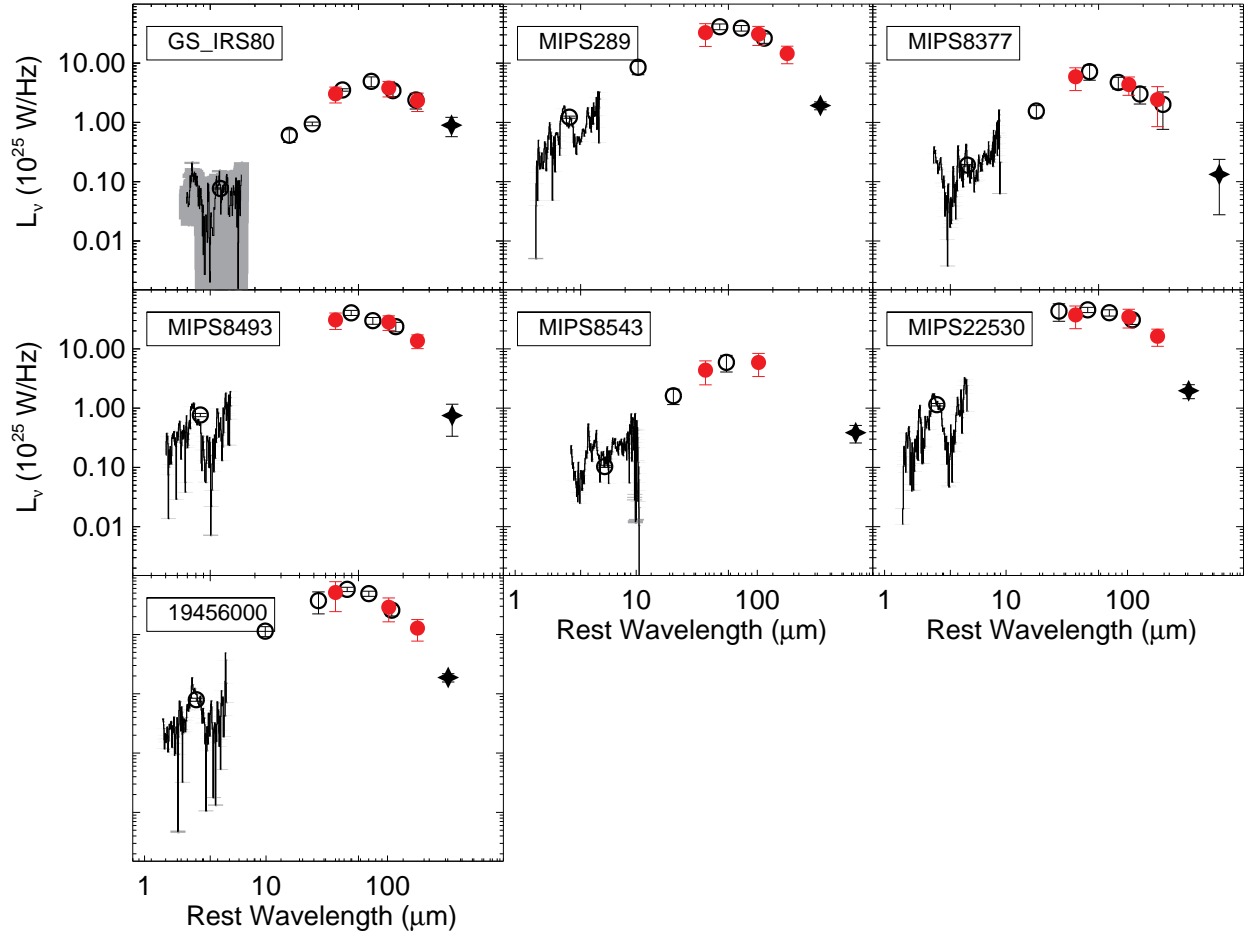 GS_IRS80
MIPS289
MIPS8377
10.00
1.00
0.10
0.01
Lν (10²⁵ W/Hz)
MIPS8493
MIPS8543
MIPS22530
10.00
1.00
0.10
0.01
Lν (10²⁵ W/Hz)
19456000
1 10 100
Rest Wavelength (μm)
1 10 100
Rest Wavelength (μm)
1 10 100
Rest Wavelength (μm)